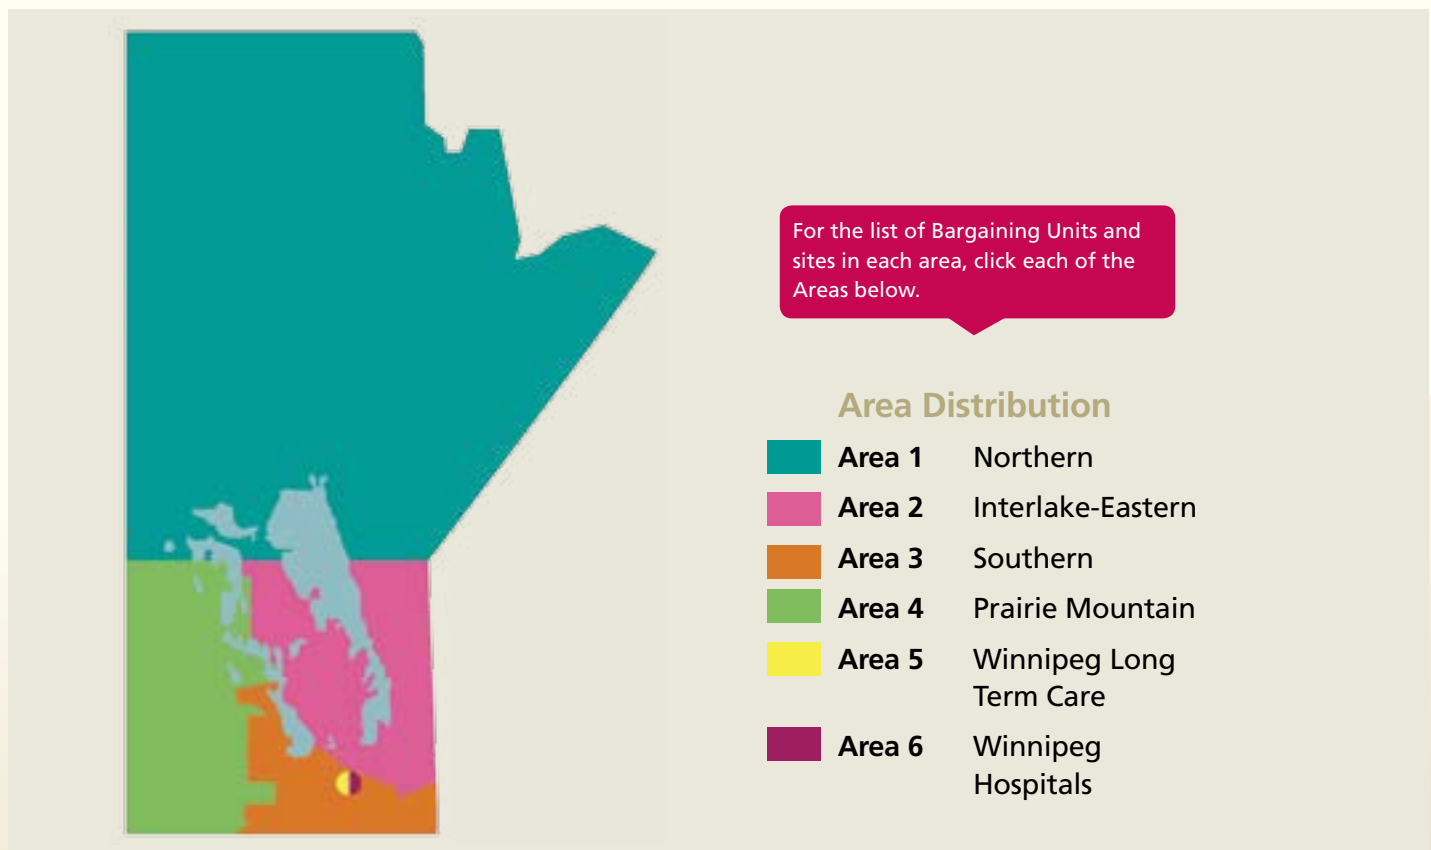 For the list of Bargaining Units and
sites in each area, click each of the
Areas below.
Area Distribution
Area 1 Northern
Area 2 Interlake-Eastern
Area 3 Southern
Area 4 Prairie Mountain
Area 5 Winnipeg Long
Term Care
Area 6 Winnipeg
Hospitals